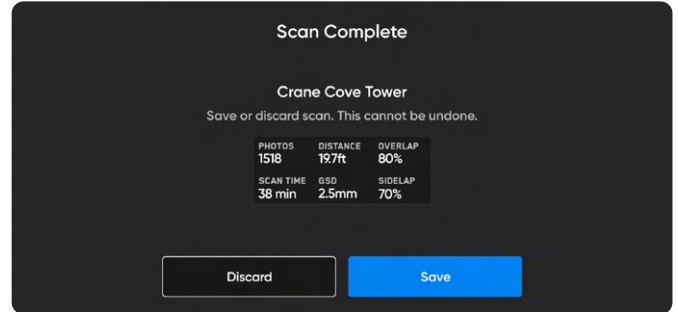 Scan Complete
Crane Cove Tower
Save or discard scan. This cannot be undone.
PHOTOS DISTANCE OVERLAP
1518 19.7ft 80%
SCAN TIME GSD SIDELAP
38 min 2.5mm 70%
Discard Save